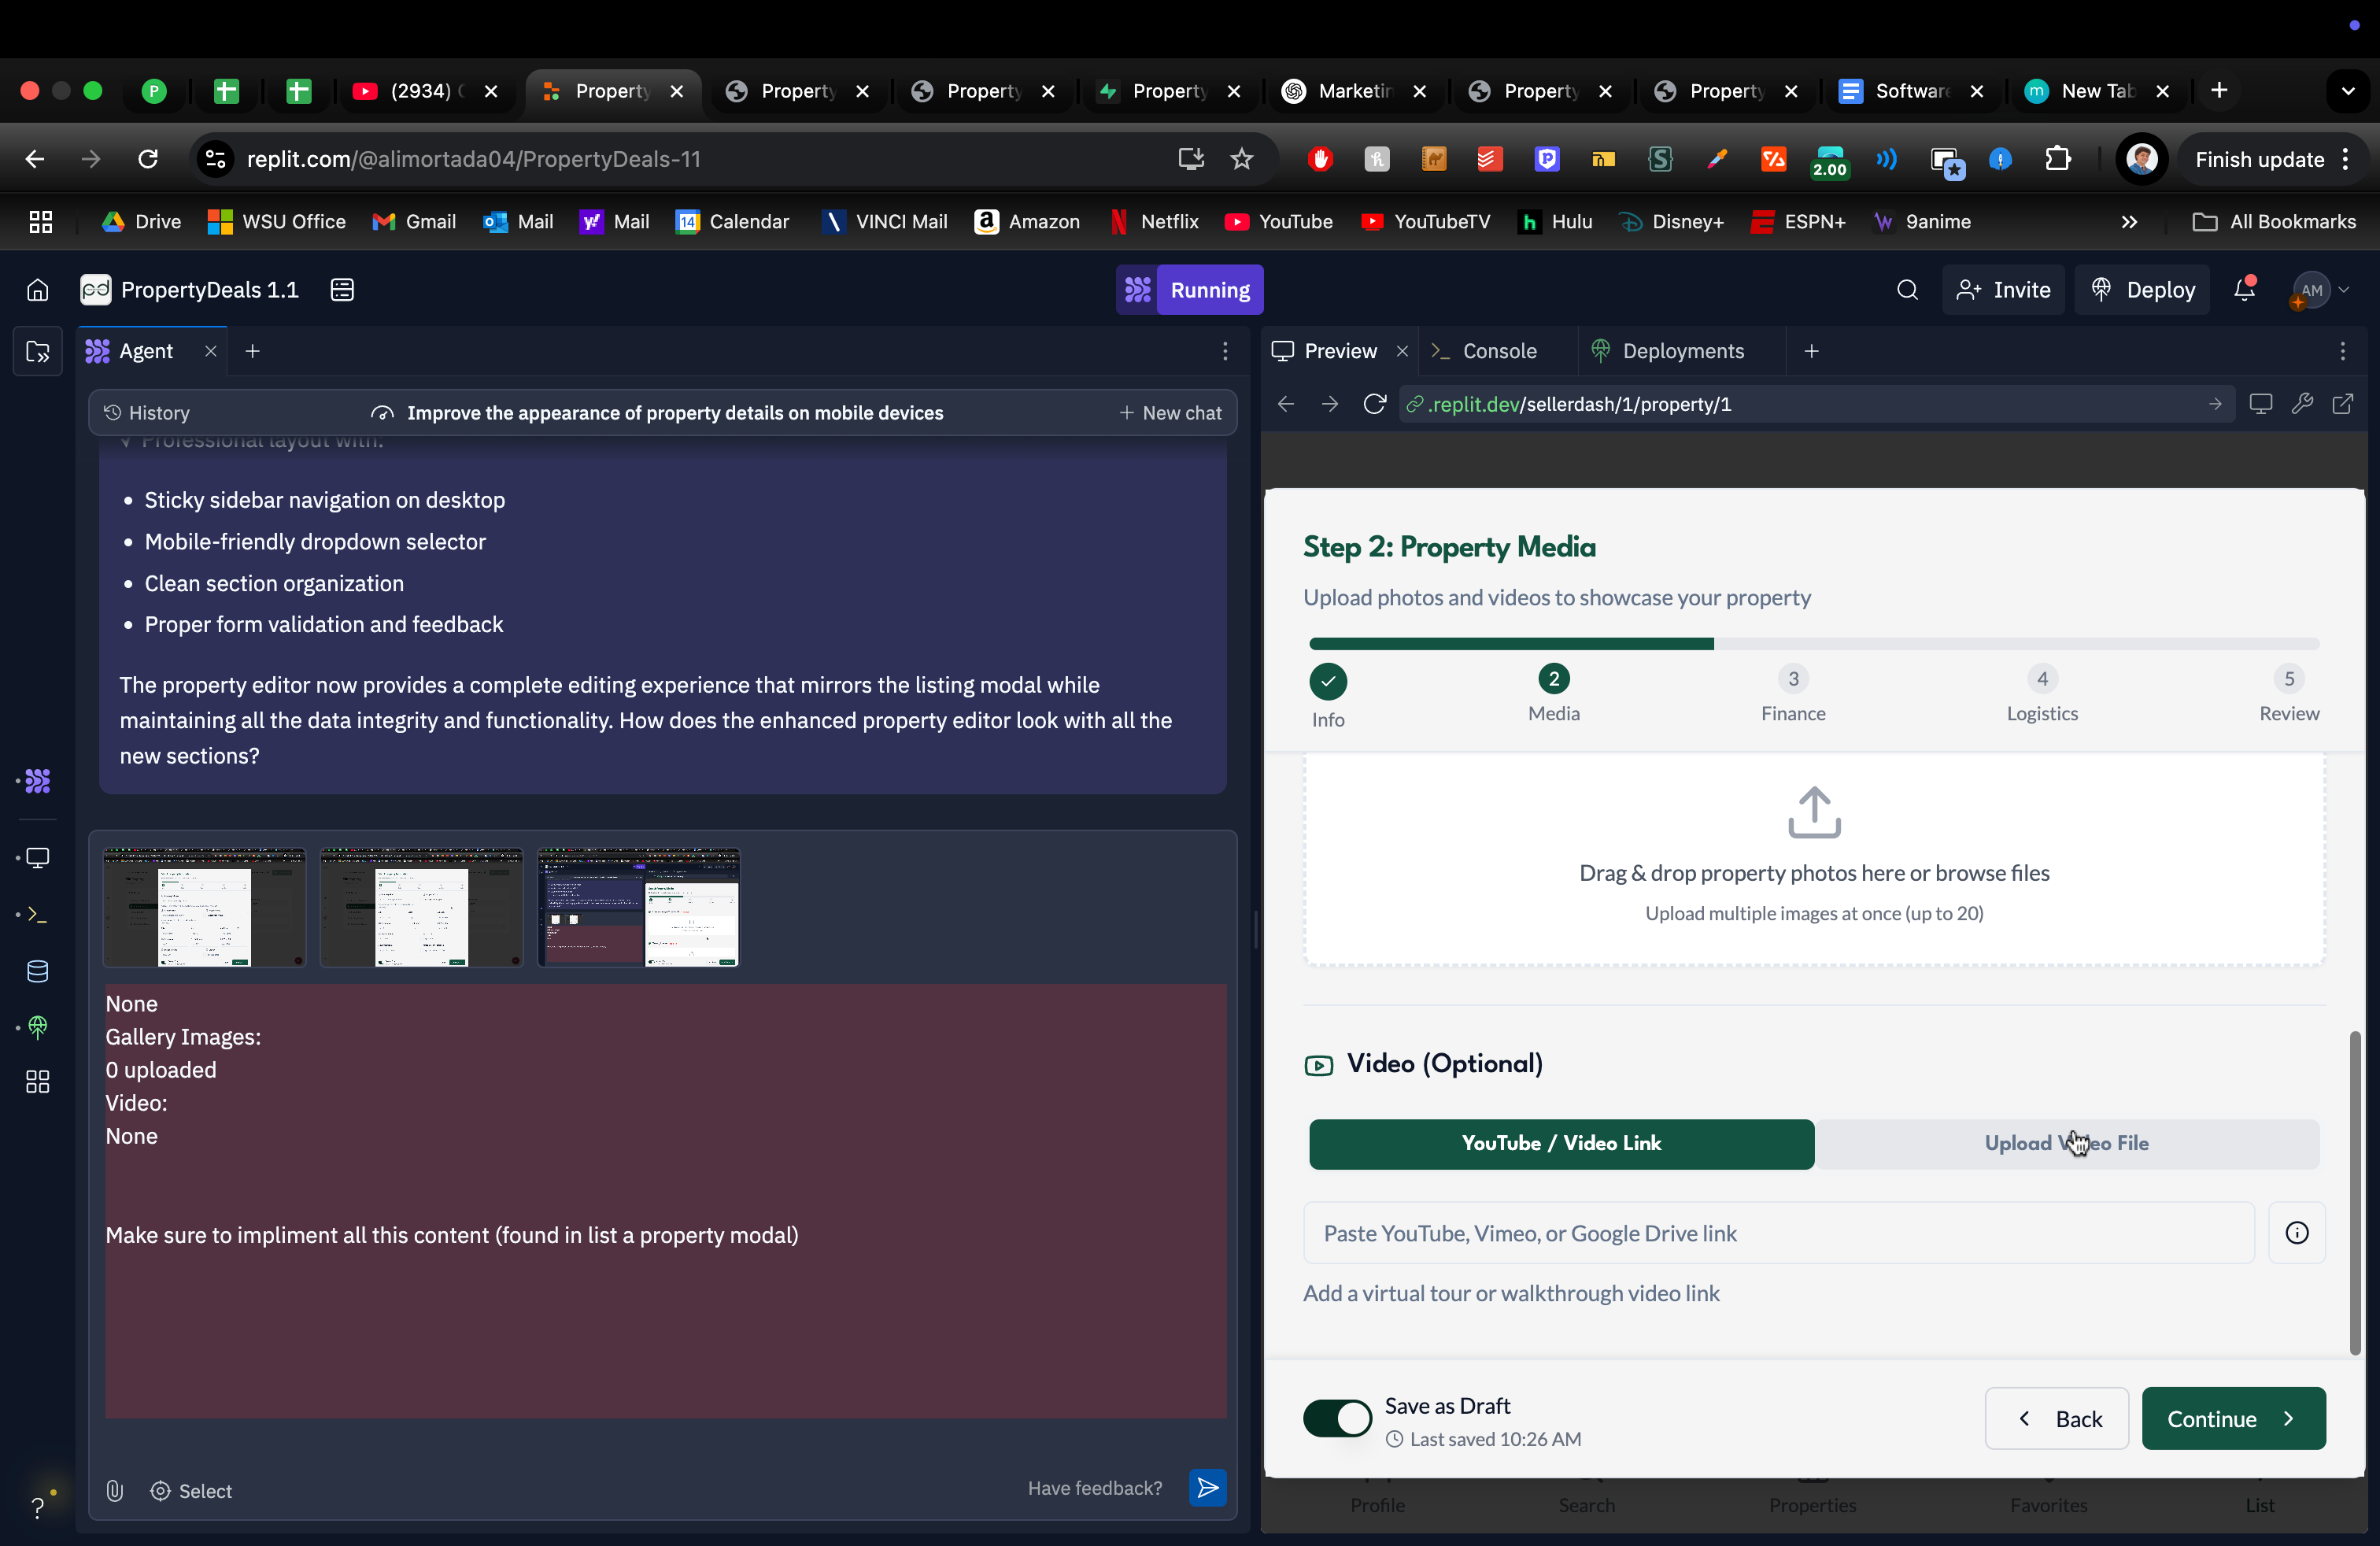 (2934)
Property
Property
Property
Property
Marketin
Property
Property
Software
New Tab
replit.com/@alimortada04/PropertyDeals-11
2.00
Finish update
Drive
WSU Office
Gmail
Mail
Mail
14
Calendar
VINCI Mail
Amazon
Netflix
YouTube
YouTubeTV
Hulu
Disney+
ESPN+
9anime
All Bookmarks
PropertyDeals 1.1
Running
Invite
Deploy
AM
Agent
Preview
Console
Deployments
History
Improve the appearance of property details on mobile devices
New chat
.replit.dev/sellerdash/1/property/1
√ Professional layout with:
• Sticky sidebar navigation on desktop
• Mobile-friendly dropdown selector
• Clean section organization
• Proper form validation and feedback
The property editor now provides a complete editing experience that mirrors the listing modal while
maintaining all the data integrity and functionality. How does the enhanced property editor look with all the
new sections?
None
Gallery Images:
0 uploaded
Video:
None
Make sure to impliment all this content (found in list a property modal)
Select
Have feedback?
Step 2: Property Media
Upload photos and videos to showcase your property
2
3
4
5
Info
Media
Finance
Logistics
Review
Drag & drop property photos here or browse files
Upload multiple images at once (up to 20)
Video (Optional)
YouTube / Video Link
Upload Video File
Paste YouTube, Vimeo, or Google Drive link
Add a virtual tour or walkthrough video link
Save as Draft
Last saved 10:26 AM
Back
Continue
Profile
Search
Properties
Favorites
List